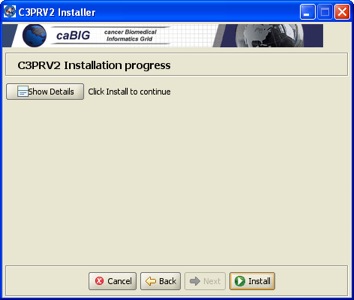 C3PRV2 Installer
caBIG
cancer Biomedical
Informatics Grid
C3PRV2 Installation progress
Show Details Click Install to continue
Cancel Back Next Install